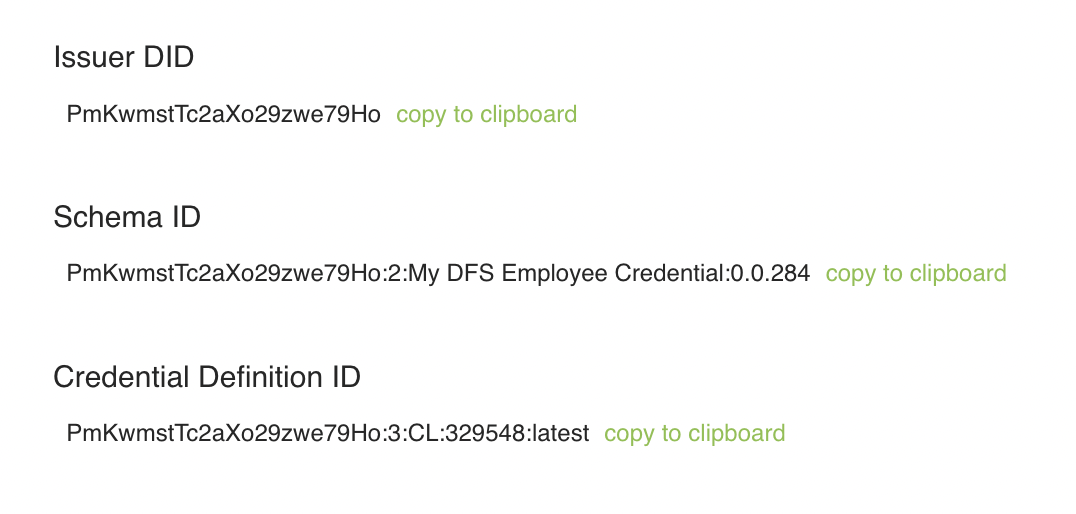 Issuer DID
PmKwmstTc2aXo29zwe79Ho copy to clipboard
Schema ID
PmKwmstTc2aXo29zwe79Ho:2:My DFS Employee Credential:0.0.284 copy to clipboard
Credential Definition ID
PmKwmstTc2aXo29zwe79Ho:3:CL:329548:latest copy to clipboard